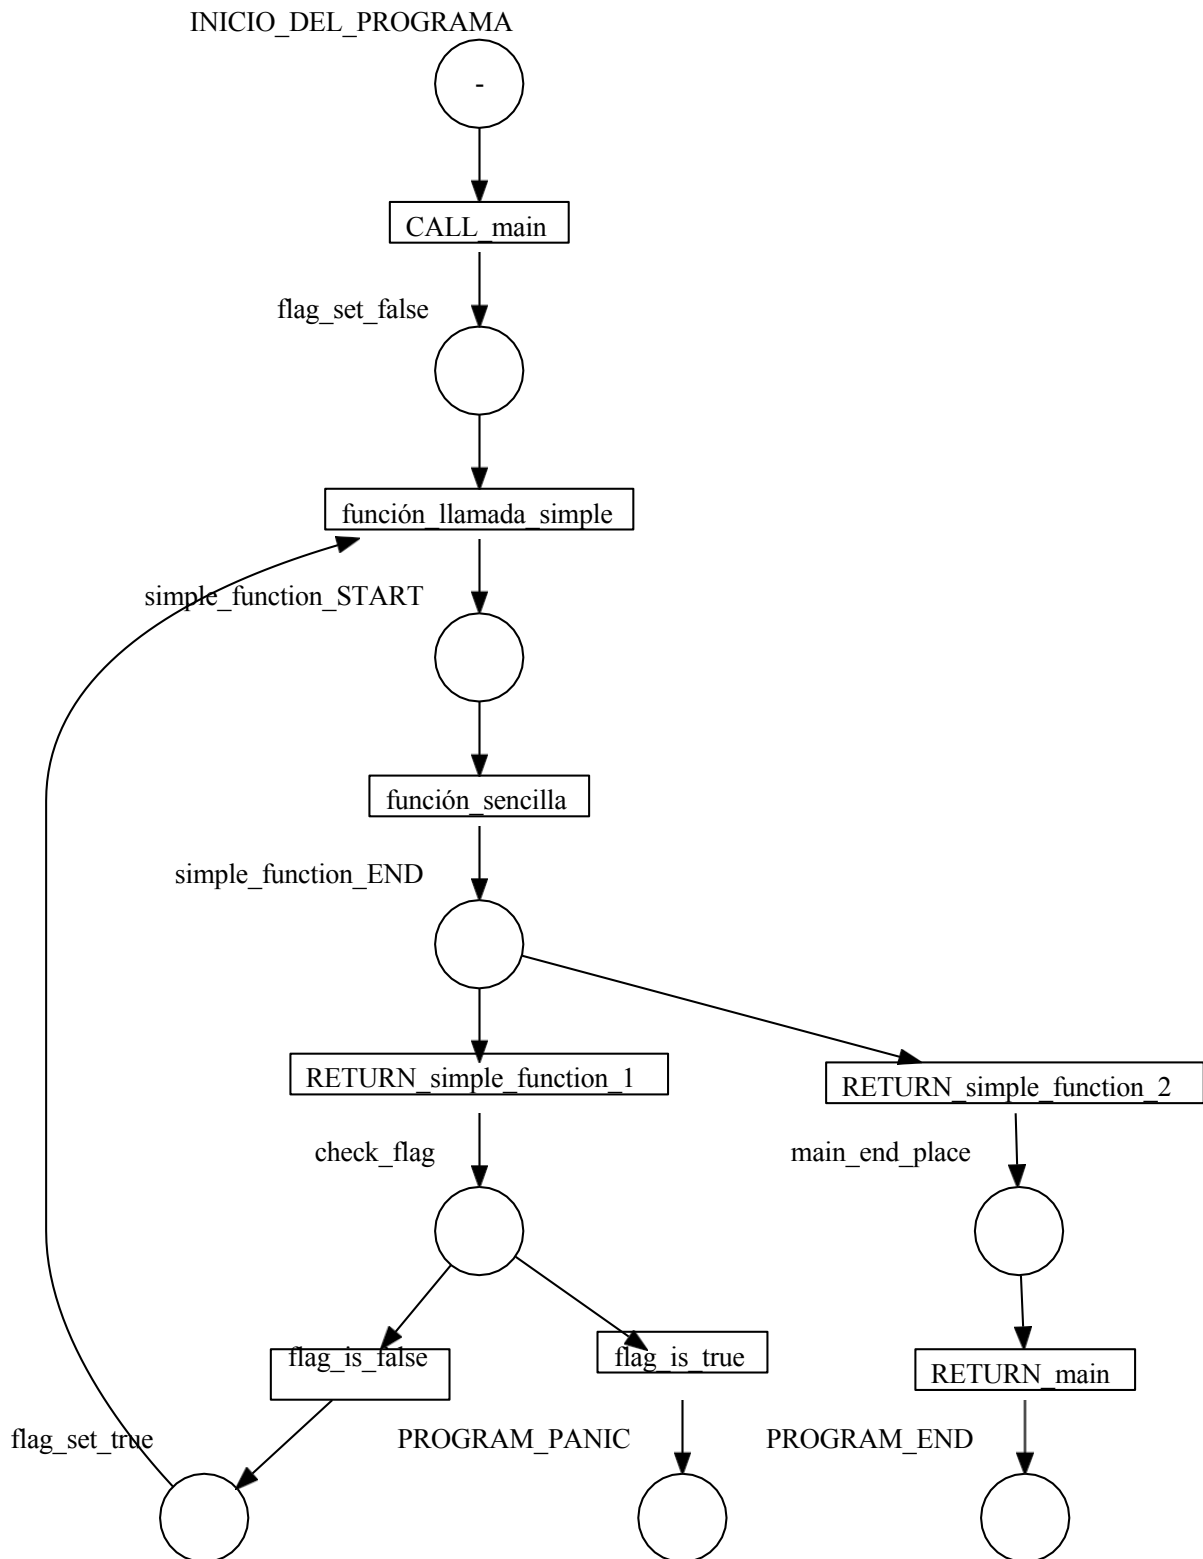 INICIO_DEL_PROGRAMA
-
CALL_main
flag_set_false
función_llamada_simple
simple_function_START
función_sencilla
simple_function_END
RETURN_simple_function_1
RETURN_simple_function_2
check_flag
main_end_place
flag_is_false
flag_is_true
RETURN_main
flag_set_true
PROGRAM_PANIC
PROGRAM_END